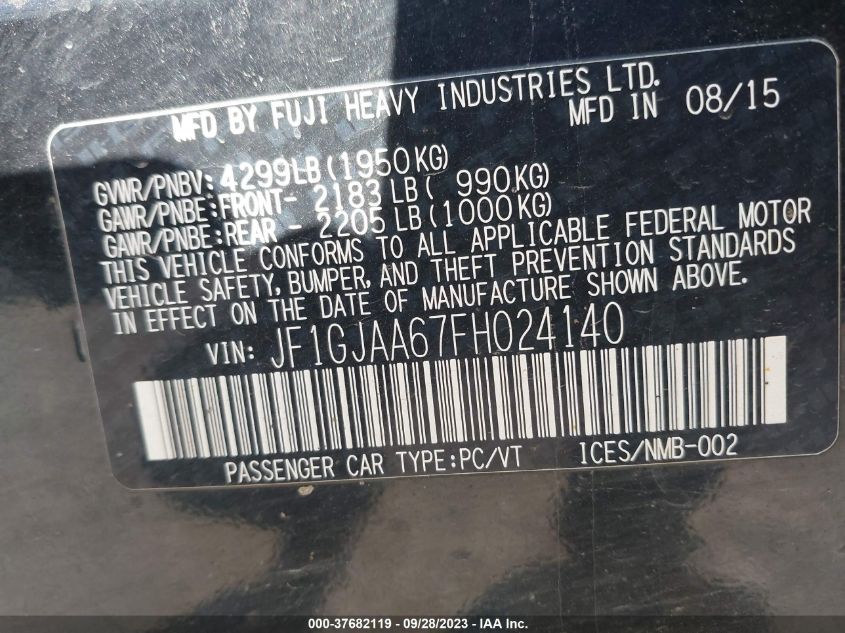 MFD BY FUJI HEAVY INDUSTRIES LTD.
MFD IN 08/15
GVWR/PNBV: 4299LB (1950KG)
GAWR/PNBE: FRONT- 2183 LB ( 990KG)
GAWR/PNBE: REAR - 2205 LB (1000KG)
THIS VEHICLE CONFORMS TO ALL APPLICABLE FEDERAL MOTOR
VEHICLE SAFETY, BUMPER, AND THEFT PREVENTION STANDARDS
IN EFFECT ON THE DATE OF MANUFACTURE SHOWN ABOVE.
VIN: JF1GJAA67FH024140
PASSENGER CAR TYPE:PC/VT ICES/NMB-002
000-37682119 - 09/28/2023 - IAA Inc.